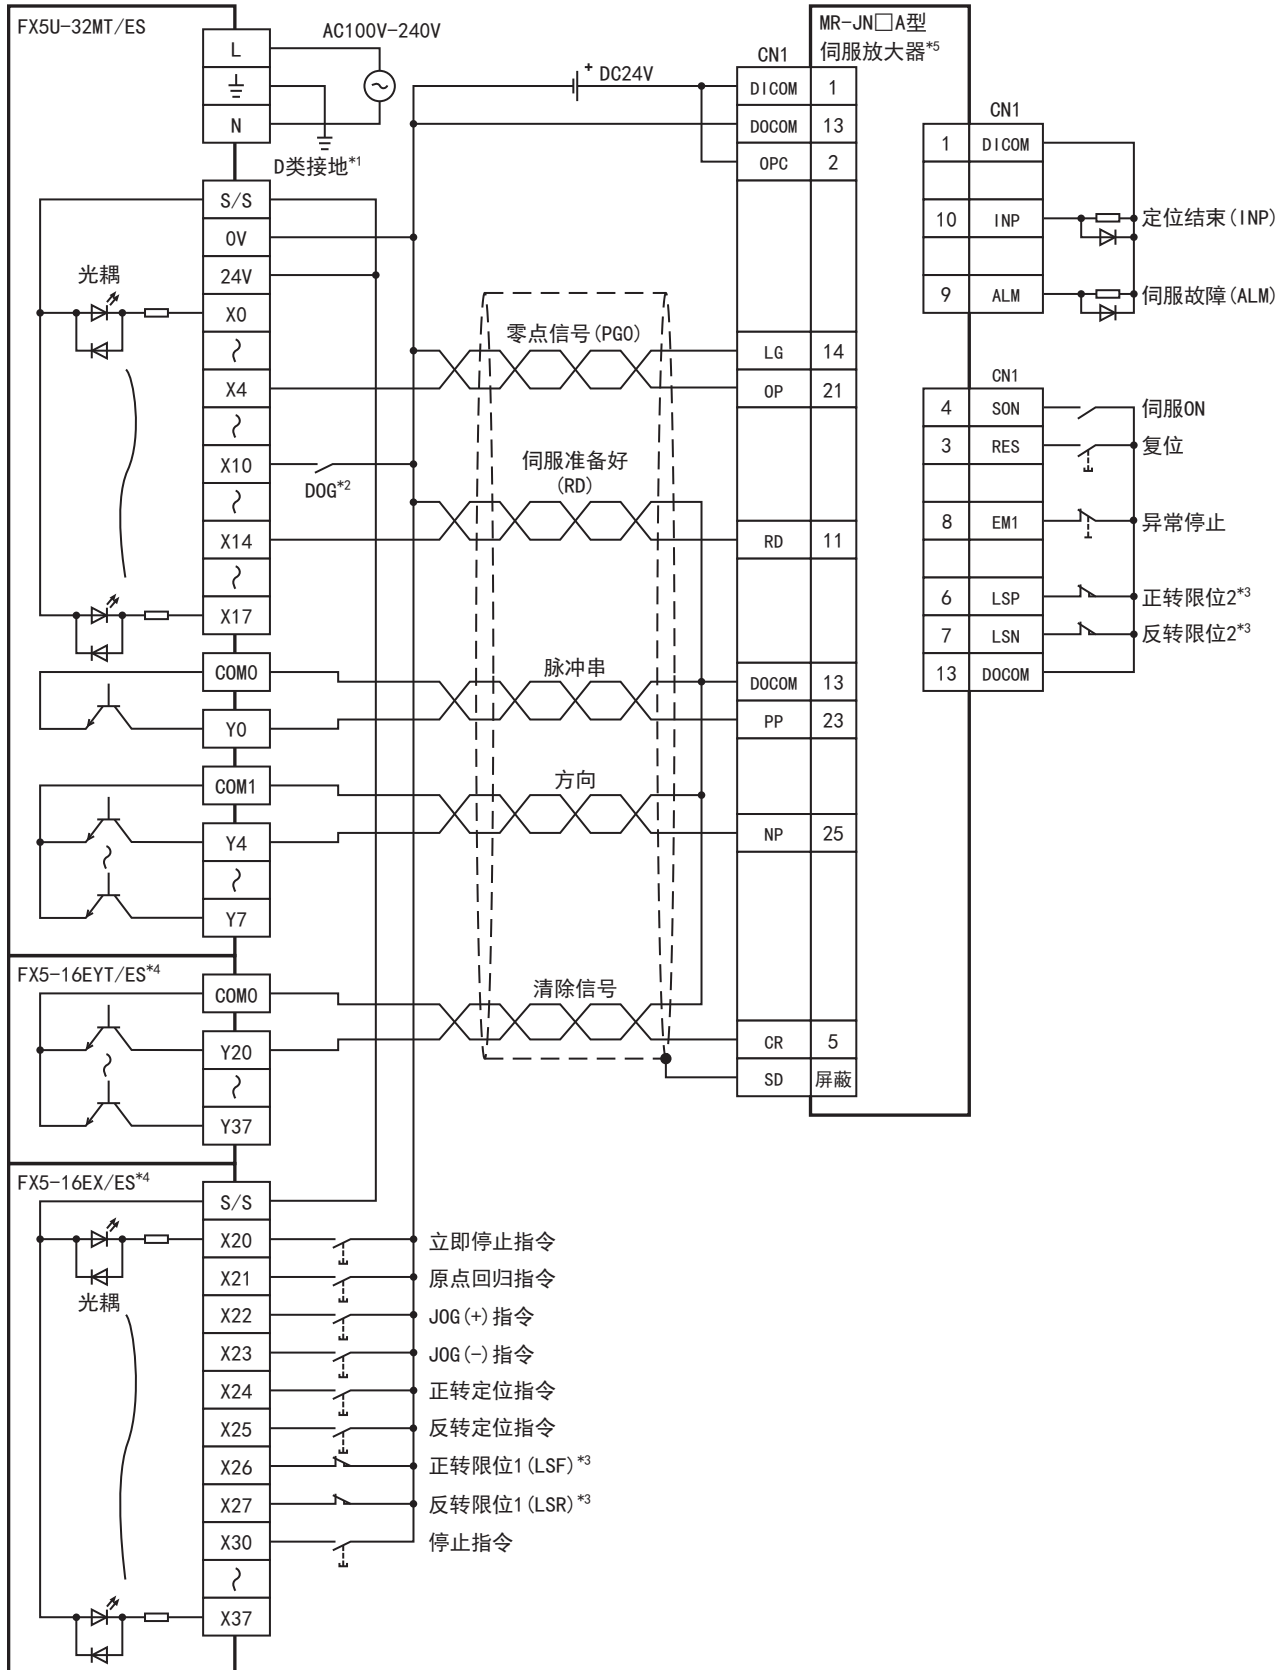 FX5U-32MT/ES
AC100V-240V
L
N
D类接地*1
S/S
0V
24V
X0
X4
X10
X14
X17
COM0
Y0
COM1
Y4
Y7
光耦
DOG*2
+
DC24V
零点信号(PG0)
伺服准备好
(RD)
脉冲串
方向
清除信号
FX5-16EYT/ES*4
COM0
Y20
Y37
FX5-16EX/ES*4
S/S
X20
X21
X22
X23
X24
X25
X26
X27
X30
X37
光耦
立即停止指令
原点回归指令
JOG(+)指令
JOG(-)指令
正转定位指令
反转定位指令
正转限位1(LSF)*3
反转限位1(LSR)*3
停止指令
MR-JN□A型
伺服放大器*5
CN1
DICOM 1
DOCOM 13
OPC 2
LG 14
OP 21
RD 11
DOCOM 13
PP 23
NP 25
CR 5
SD 屏蔽
CN1
1 DICOM
10 INP 定位结束(INP)
9 ALM 伺服故障(ALM)
CN1
4 SON 伺服ON
3 RES 复位
8 EM1 异常停止
6 LSP 正转限位2*3
7 LSN 反转限位2*3
13 DOCOM